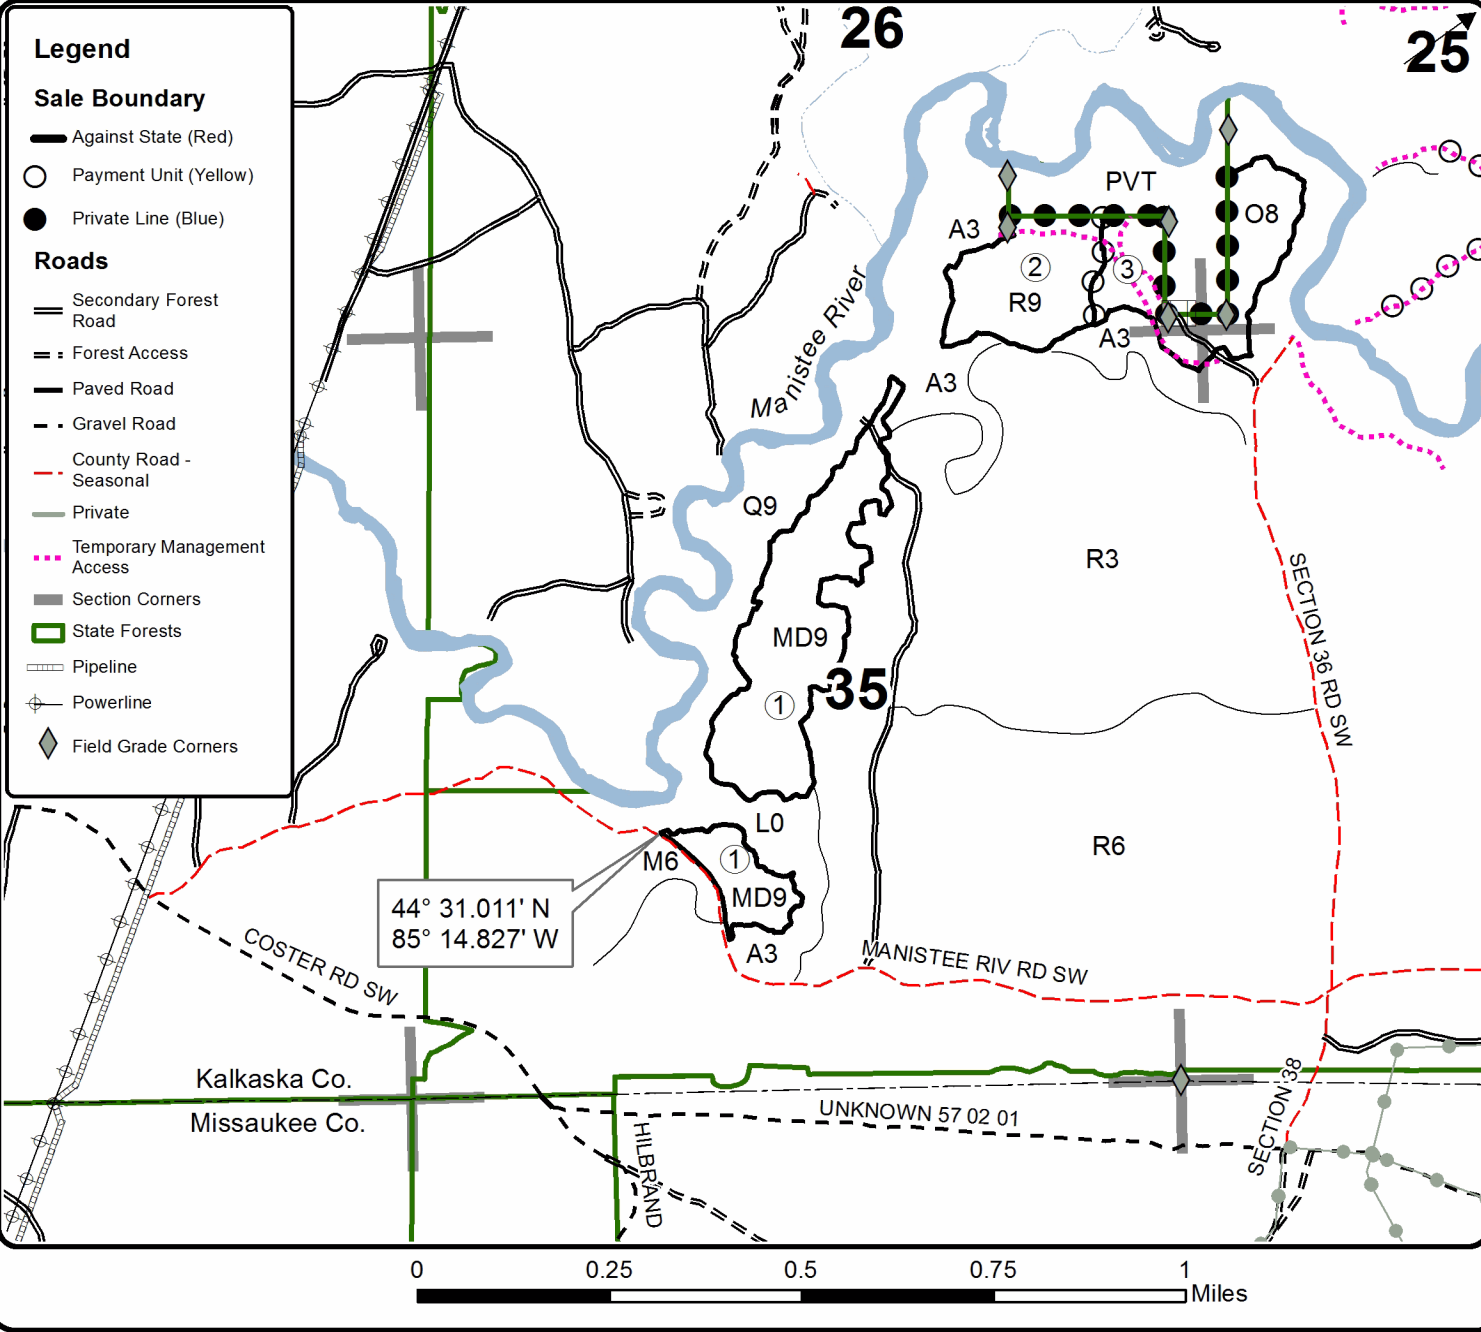 Legend
Sale Boundary
Against State (Red)
Payment Unit (Yellow)
Private Line (Blue)
Roads
Secondary Forest
Road
Forest Access
Paved Road
Gravel Road
County Road -
Seasonal
Private
Temporary Management
Access
Section Corners
State Forests
Pipeline
Powerline
Field Grade Corners
26
25
PVT
O8
A3
2
3
R9
A3
A3
Manistee River
Q9
R3
MD9
35
1
SECTION 36 RD SW
L0
M6
1
MD9
R6
44° 31.011' N
85° 14.827' W
A3
MANISTEE RIV RD SW
COSTER RD SW
Kalkaska Co.
Missaukee Co.
UNKNOWN 57 02 01
HILBRAND
SECTION 38
0
0.25
0.5
0.75
1
Miles